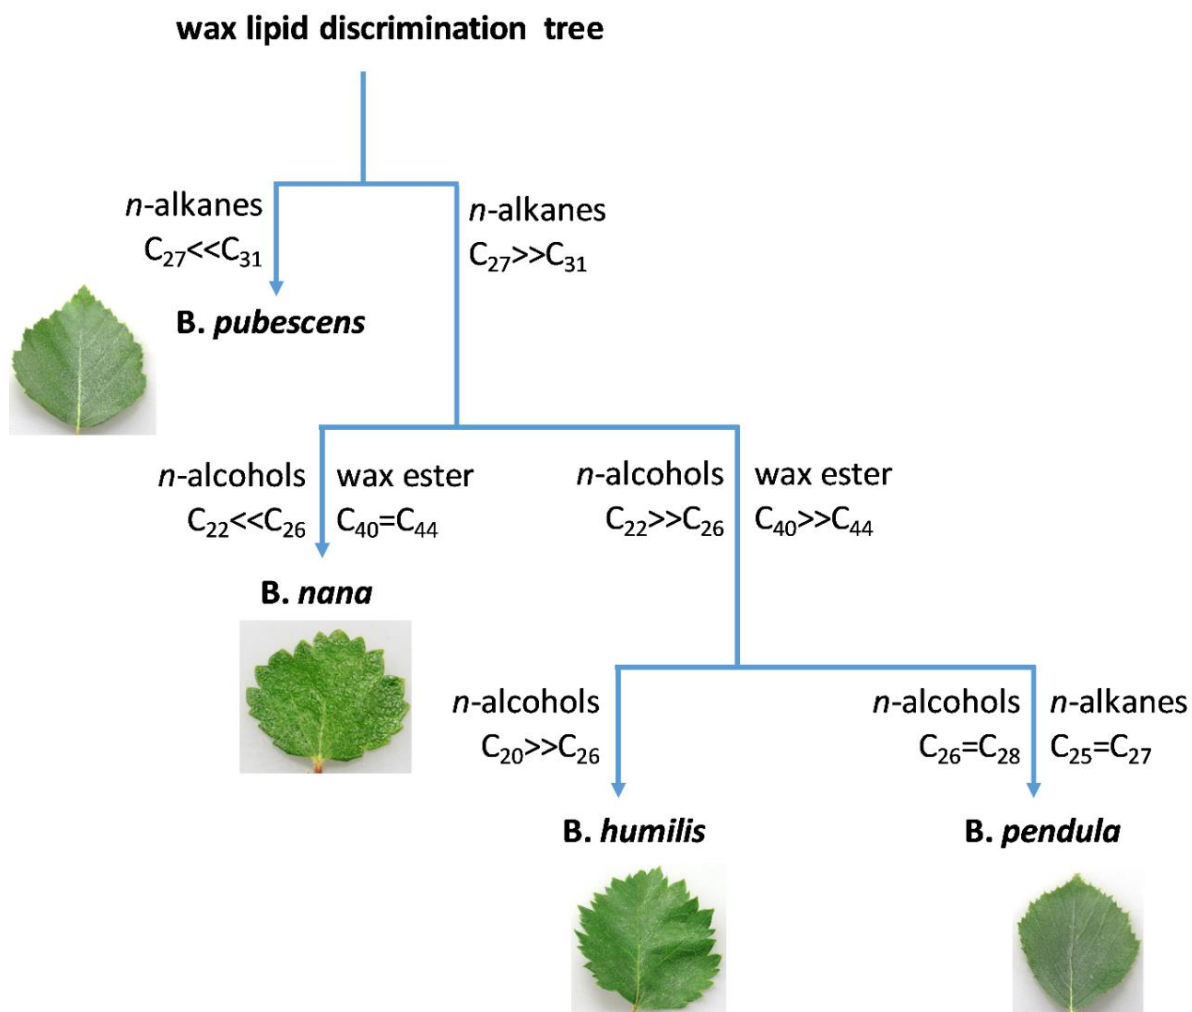 wax lipid discrimination tree
n-alkanes
C₂₇<<C₃₁
n-alkanes
C₂₇>>C₃₁
B. pubescens
n-alcohols
C₂₂<<C₂₆
wax ester
C₄₀=C₄₄
n-alcohols
C₂₂>>C₂₆
wax ester
C₄₀>>C₄₄
B. nana
n-alcohols
C₂₀>>C₂₆
n-alcohols
C₂₆=C₂₈
n-alkanes
C₂₅=C₂₇
B. humilis
B. pendula